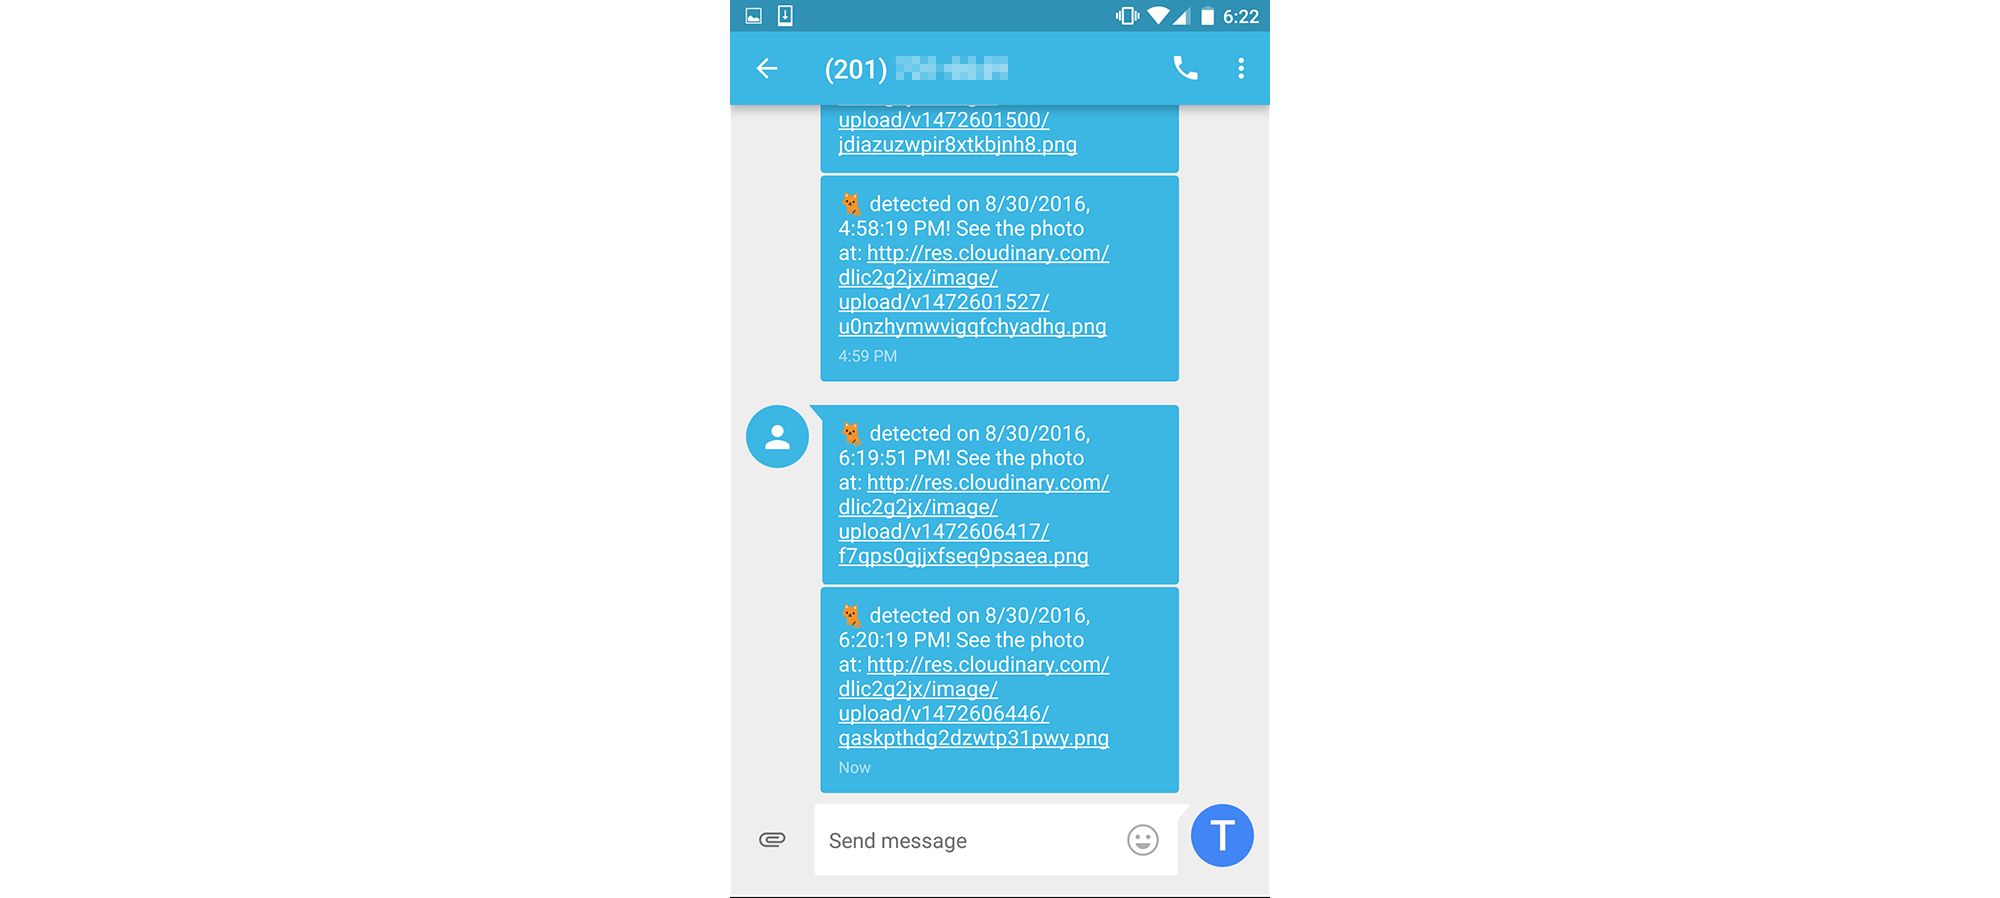 6:22
(201)
upload/v1472601500/
jdiazuzwpir8xtkbjnh8.png
🐈 detected on 8/30/2016,
4:58:19 PM! See the photo
at: http://res.cloudinary.com/
dlic2g2jx/image/
upload/v1472601527/
u0nzhymwvigqfchyadhg.png
4:59 PM
🐈 detected on 8/30/2016,
6:19:51 PM! See the photo
at: http://res.cloudinary.com/
dlic2g2jx/image/
upload/v1472606417/
f7qps0gjjxfseq9psaea.png
🐈 detected on 8/30/2016,
6:20:19 PM! See the photo
at: http://res.cloudinary.com/
dlic2g2jx/image/
upload/v1472606446/
qaskpthdg2dzwtp31pwy.png
Now
Send message
T